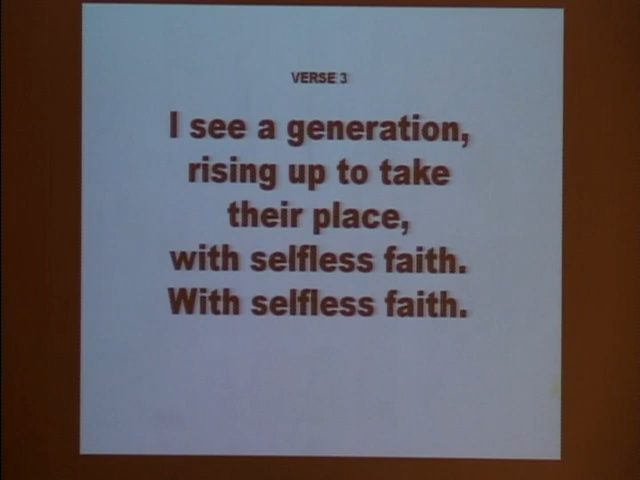 VERSE 3
I see a generation,
rising up to take
their place,
with selfless faith.
With selfless faith.